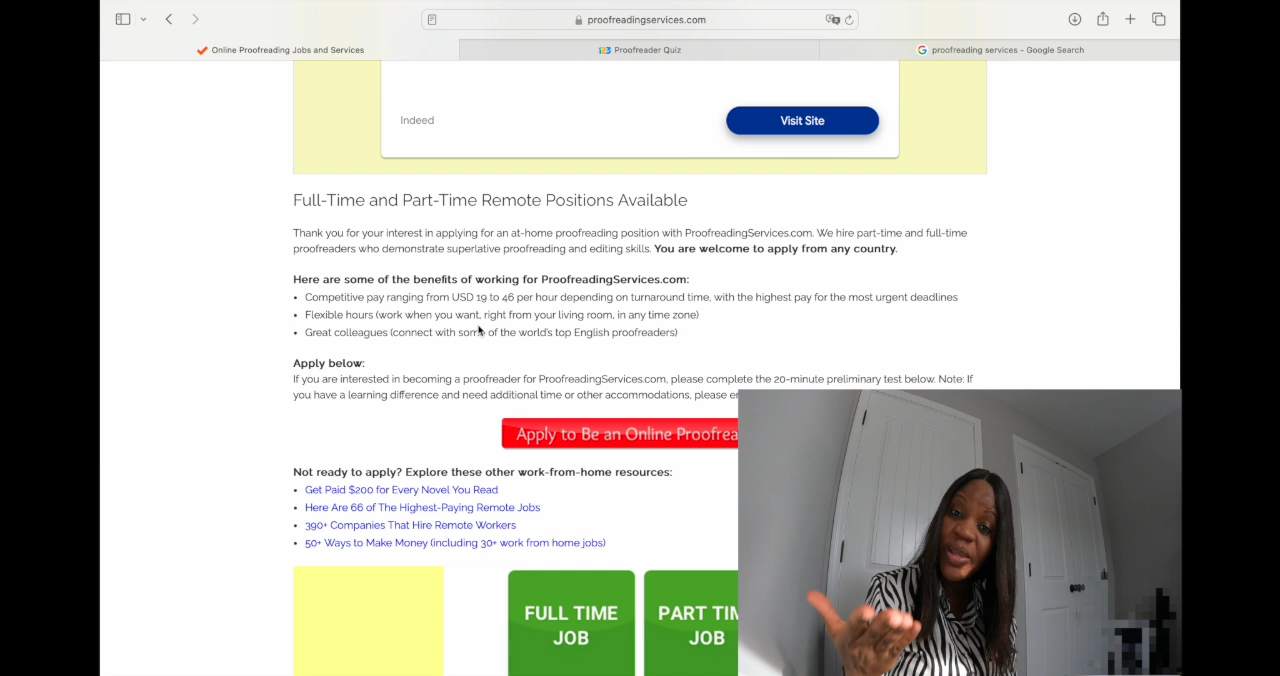 proofreadingservices.com
Online Proofreading Jobs and Services
Proofreader Quiz
proofreading services - Google Search
Indeed
Visit Site
Full-Time and Part-Time Remote Positions Available
Thank you for your interest in applying for an at-home proofreading position with ProofreadingServices.com. We hire part-time and full-time
proofreaders who demonstrate superlative proofreading and editing skills. You are welcome to apply from any country.
Here are some of the benefits of working for ProofreadingServices.com:
• Competitive pay ranging from USD 19 to 46 per hour depending on turnaround time, with the highest pay for the most urgent deadlines
• Flexible hours (work when you want, right from your living room, in any time zone)
• Great colleagues (connect with some of the world's top English proofreaders)
Apply below:
If you are interested in becoming a proofreader for ProofreadingServices.com, please complete the 20-minute preliminary test below. Note: If
you have a learning difference and need additional time or other accommodations, please
Apply to Be an Online
Not ready to apply? Explore these other work-from-home resources:
• Get Paid $200 for Every Novel You Read
• Here Are 66 of The Highest-Paying Remote Jobs
• 390+ Companies That Hire Remote Workers
• 50+ Ways to Make Money (including 30+ work from home jobs)
FULL TIME
JOB
PART
JOB